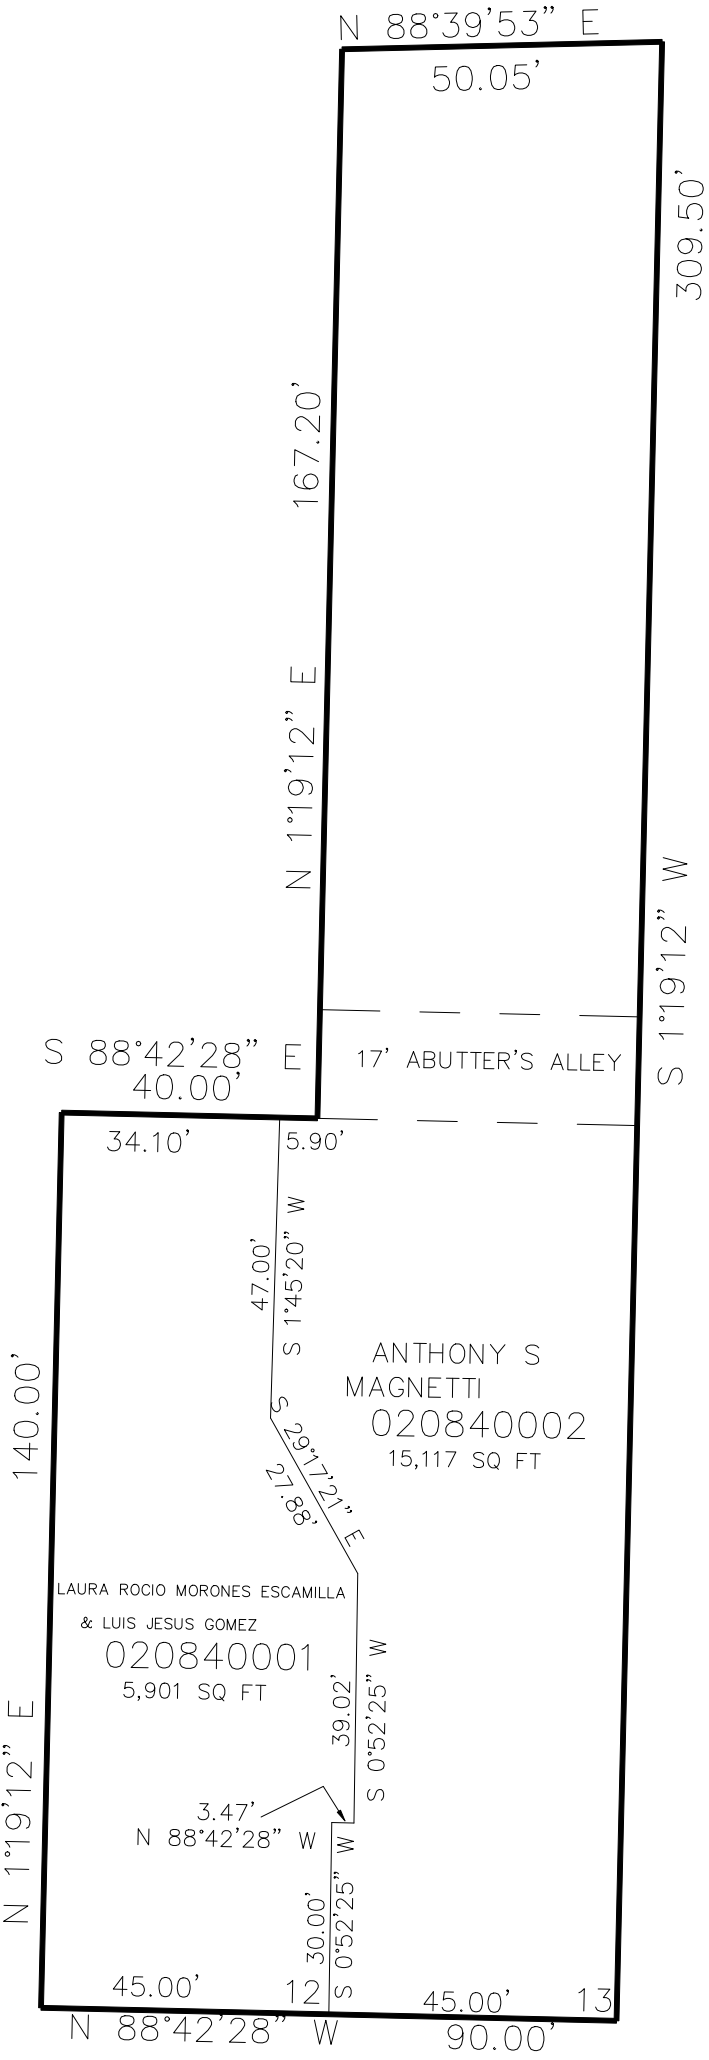 N 88°39'53" E
50.05'
309.50'
167.20'
N 1°19'12" E
S 1°19'12" W
S 88°42'28" E
40.00'
17' ABUTTER'S ALLEY
34.10'
5.90'
47.00'
S 1°45'20" W
140.00'
ANTHONY S
MAGNETTI
020840002
15,117 SQ FT
S 29°17'21" E
27.88'
LAURA ROCIO MORONES ESCAMILLA
& LUIS JESUS GOMEZ
020840001
5,901 SQ FT
39.02'
S 0°52'25" W
N 1°19'12" E
3.47'
N 88°42'28" W
30.00'
S 0°52'25" W
45.00'
12
45.00'
13
N 88°42'28" W
90.00'